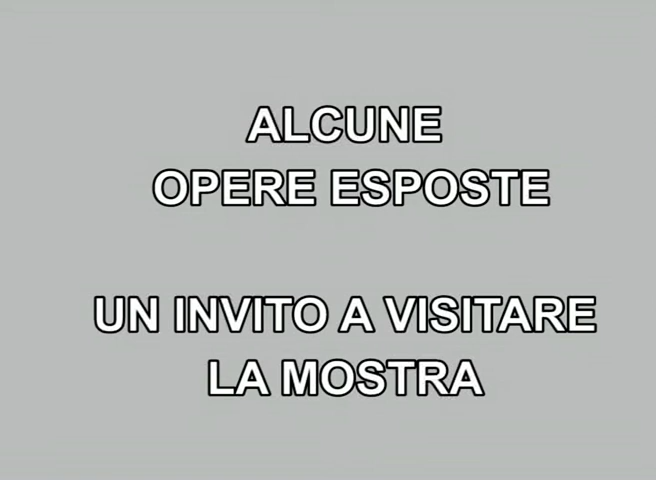 ALCUNE
OPERE ESPOSTE
UN INVITO A VISITARE
LA MOSTRA